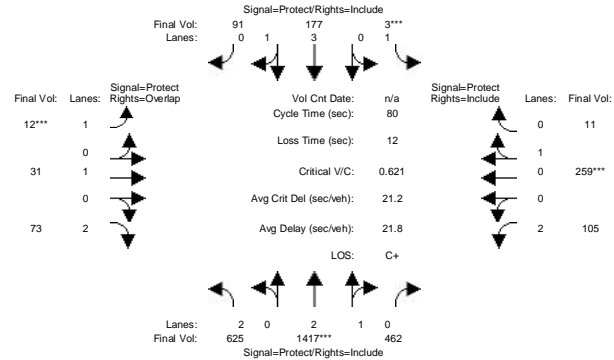 Signal=Protect/Rights=Include
Final Vol: 91 177 3***
Lanes: 0 1 3 0 1
Signal=Protect
Final Vol: Lanes: Rights=Overlap
Vol Cnt Date: n/a
Signal=Protect
Rights=Include Lanes: Final Vol:
Cycle Time (sec): 80
12*** 1
0 11
Loss Time (sec): 12
0
1
31 1
Critical V/C: 0.621
0 259***
0
Avg Crit Del (sec/veh): 21.2
0
73 2
Avg Delay (sec/veh): 21.8
2 105
LOS: C+
Lanes: 2 0 2 1 0
Final Vol: 625 1417*** 462
Signal=Protect/Rights=Include